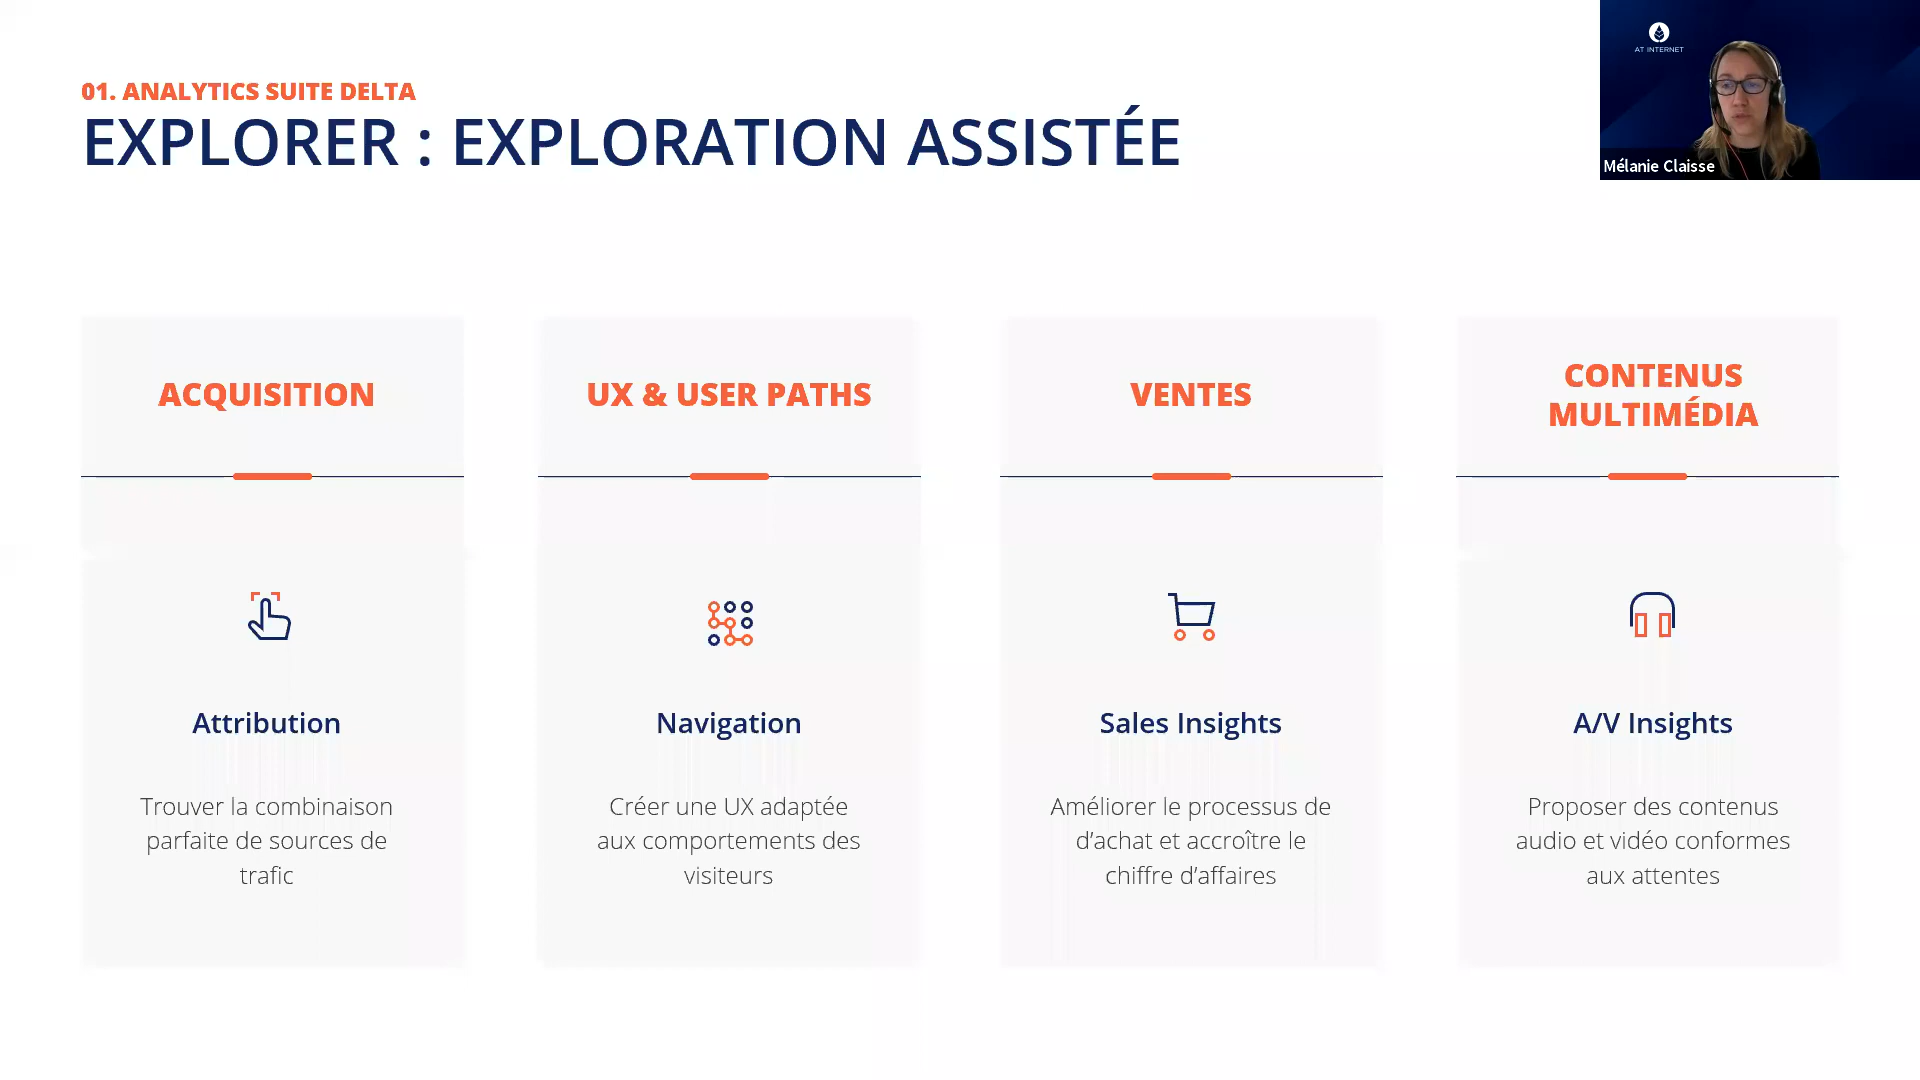 01. ANALYTICS SUITE DELTA
EXPLORER : EXPLORATION ASSISTÉE
AT INTERNET
Mélanie Claisse
ACQUISITION
Attribution
Trouver la combinaison
parfaite de sources de
trafic
UX & USER PATHS
Navigation
Créer une UX adaptée
aux comportements des
visiteurs
VENTES
Sales Insights
Améliorer le processus de
d’achat et accroître le
chiffre d’affaires
CONTENUS
MULTIMÉDIA
A/V Insights
Proposer des contenus
audio et vidéo conformes
aux attentes